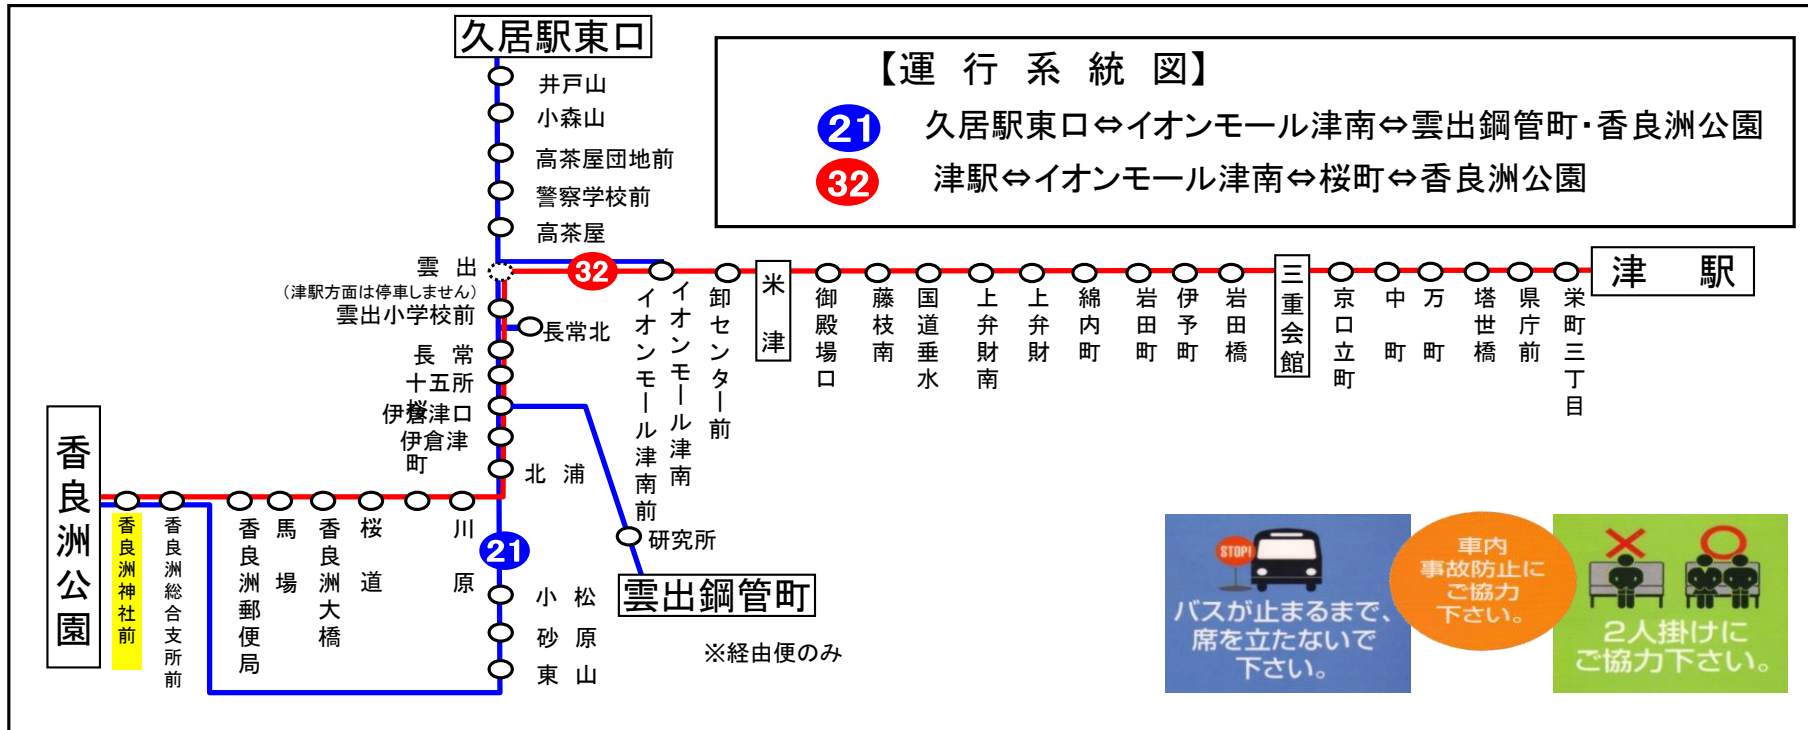 久居駅東口
【運 行 系 統 図】
21 久居駅東口⇔イオンモール津南⇔雲出鋼管町・香良洲公園
32 津駅⇔イオンモール津南⇔桜町⇔香良洲公園
井戸山
小森山
高茶屋団地前
警察学校前
高茶屋
雲 出
(津駅方面は停車しません)
雲出小学校前
長常北
長 常
十五所
桜
伊倉津口
伊倉津
町
北 浦
32
イオンモール津南前
イオンモール津南
卸センター前
米 津
御殿場口
藤枝南
国道垂水
上弁財南
上弁財
綿内町
岩田町
伊予町
岩田橋
三重会館
京口立町
中 町
万 町
塔世橋
県庁前
栄町三丁目
津 駅
香良洲公園
香良洲神社前
香良洲総合支所前
香良洲郵便局
馬 場
香良洲大橋
桜 道
川 原
21
小 松
砂 原
東 山
研究所
雲出鋼管町
※経由便のみ
STOP!
バスが止まるまで、
席を立たないで
下さい。
車内
事故防止に
ご協力
下さい。
2人掛けに
ご協力下さい。